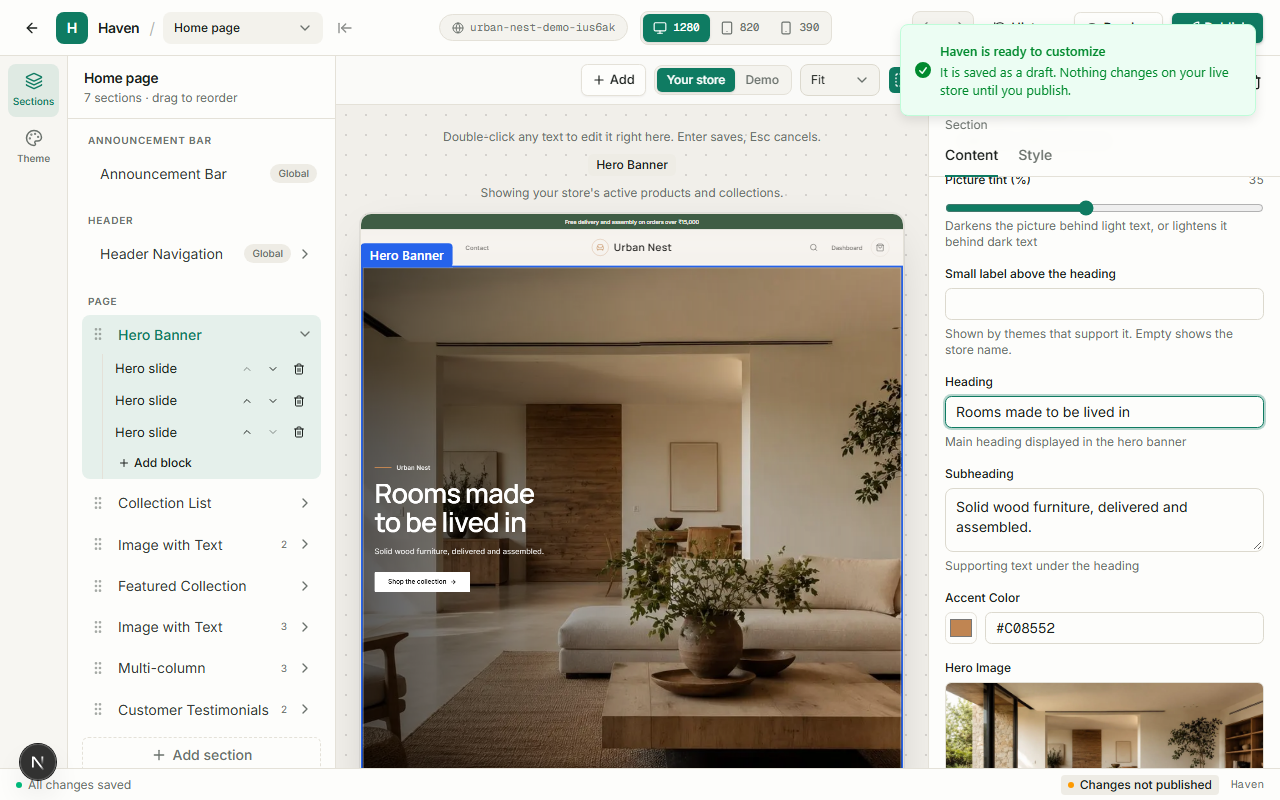 H
Haven
/
Home page
urban-nest-demo-ius6ak
1280
820
390
Haven is ready to customize
It is saved as a draft. Nothing changes on your live
store until you publish.
Sections
Theme
Home page
7 sections · drag to reorder
ANNOUNCEMENT BAR
Announcement Bar
Global
HEADER
Header Navigation
Global
PAGE
Hero Banner
Hero slide
Hero slide
Hero slide
+ Add block
Collection List
Image with Text
2
Featured Collection
Image with Text
3
Multi-column
3
Customer Testimonials
2
+ Add section
+ Add
Your store
Demo
Fit
Double-click any text to edit it right here. Enter saves, Esc cancels.
Hero Banner
Showing your store's active products and collections.
Free delivery and assembly on orders over ₹15,000
Contact
Urban Nest
Dashboard
Hero Banner
Urban Nest
Rooms made
to be lived in
Solid wood furniture, delivered and assembled.
Shop the collection →
Section
Content
Style
Picture tint (%)
35
Darkens the picture behind light text, or lightens it
behind dark text
Small label above the heading
Shown by themes that support it. Empty shows the
store name.
Heading
Rooms made to be lived in
Main heading displayed in the hero banner
Subheading
Solid wood furniture, delivered and
assembled.
Supporting text under the heading
Accent Color
#C08552
Hero Image
N
All changes saved
Changes not published
Haven